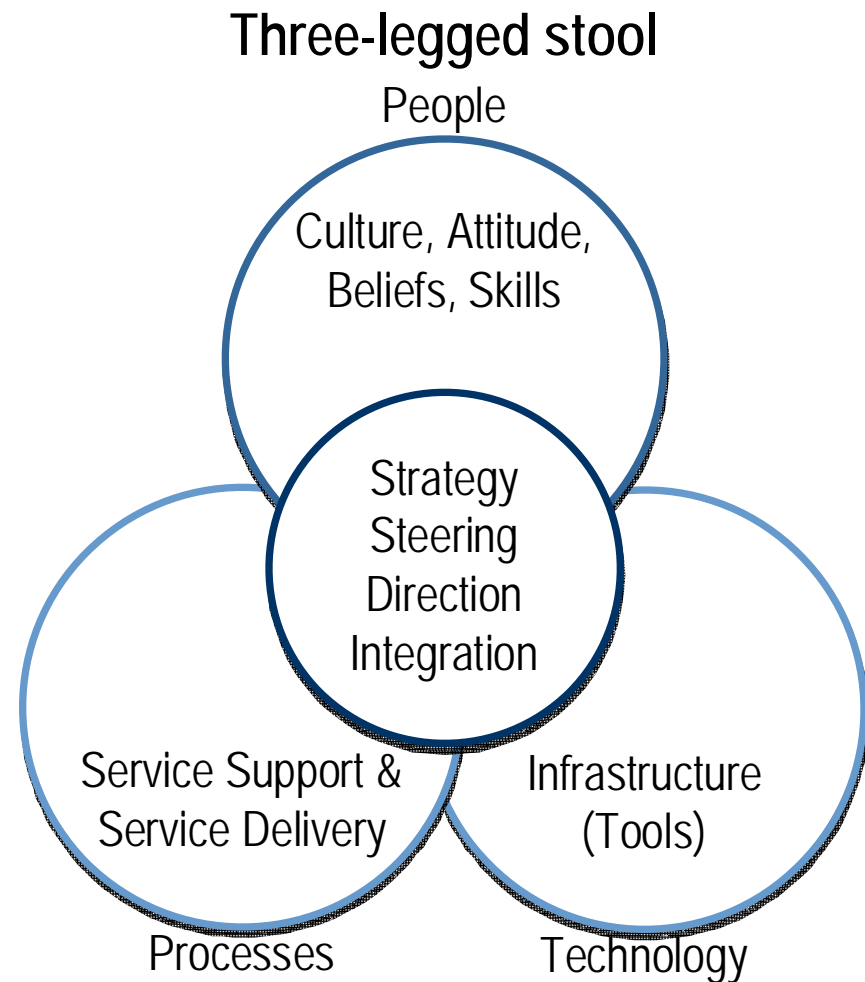 Three-legged stool
People
Culture, Attitude,
Beliefs, Skills
Strategy
Steering
Direction
Integration
Service Support &
Service Delivery
Infrastructure
(Tools)
Processes
Technology